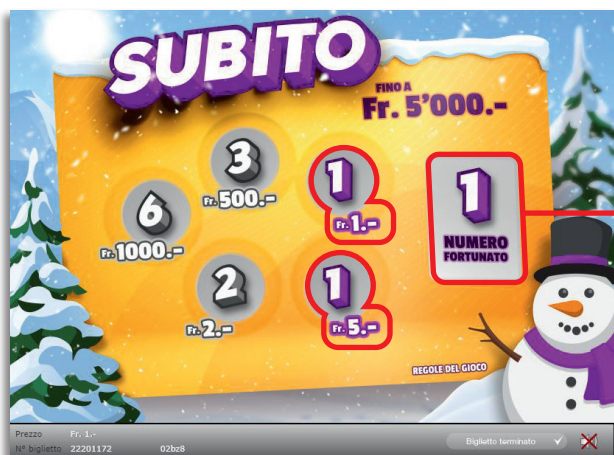 SUBITO
FINO A
Fr. 5'000.-
3
Fr. 500.-
1
Fr. 1.-
6
Fr. 1000.-
2
Fr. 2.-
1
Fr. 5.-
1
NUMERO
FORTUNATO
REGOLE DEL GIOCO
Prezzo Fr. 1.-
N° biglietto 22201172 02bz8
Biglietto terminato